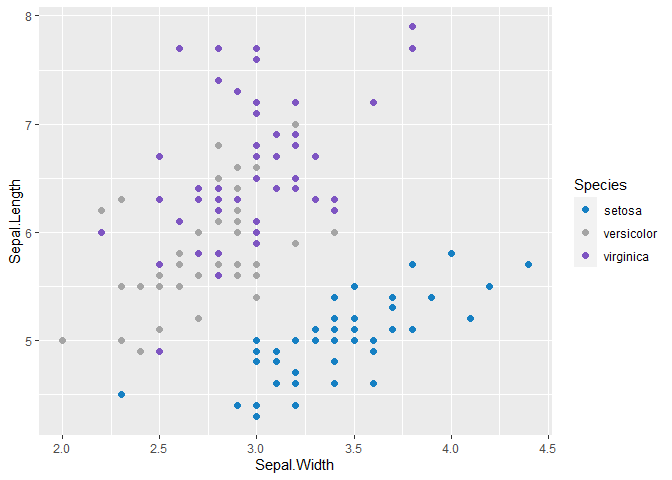 8
7
6
5
Sepal.Length
2.0 2.5 3.0 3.5 4.0 4.5
Sepal.Width
Species
setosa
versicolor
virginica